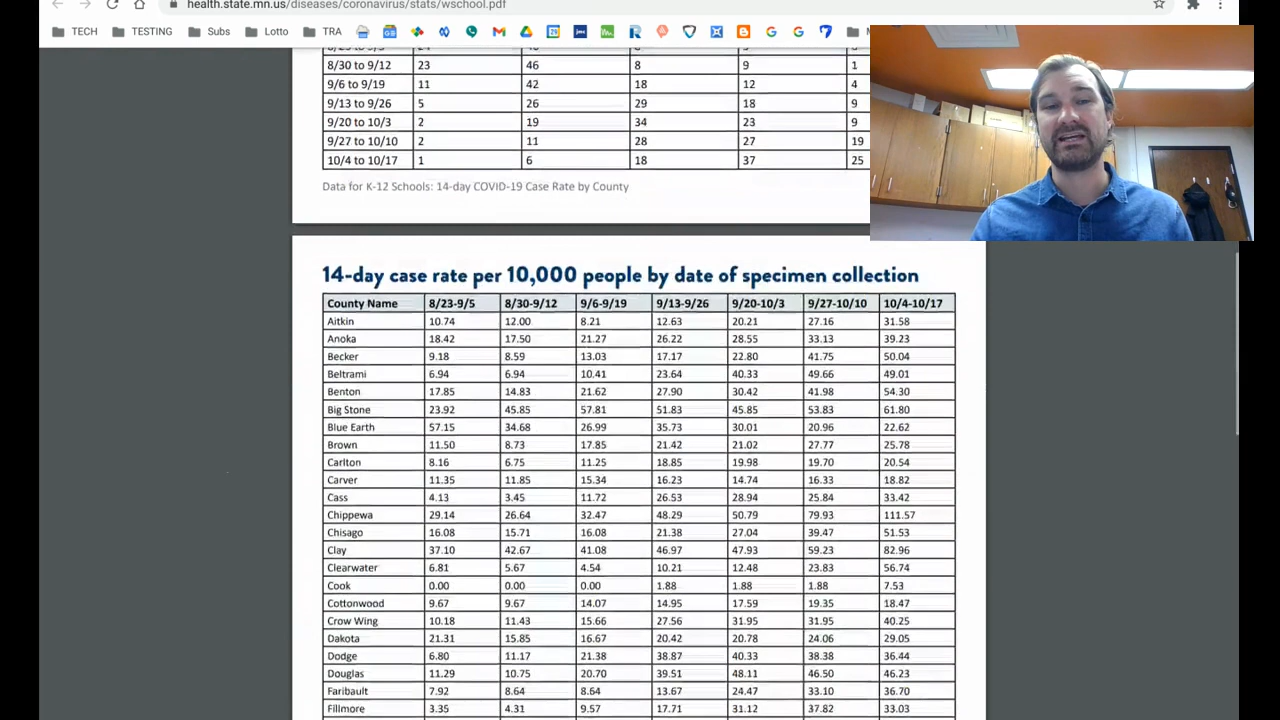 health.state.mn.us/diseases/coronavirus/stats/wschool.pdf
TECH TESTING Subs Lotto TRA
8/30 to 9/12 23 46 8 9 1
9/6 to 9/19 11 42 18 12 4
9/13 to 9/26 5 26 29 18 9
9/20 to 10/3 2 19 34 23 9
9/27 to 10/10 2 11 28 27 19
10/4 to 10/17 1 6 18 37 25
Data for K-12 Schools: 14-day COVID-19 Case Rate by County
14-day case rate per 10,000 people by date of specimen collection
County Name 8/23-9/5 8/30-9/12 9/6-9/19 9/13-9/26 9/20-10/3 9/27-10/10 10/4-10/17
Aitkin 10.74 12.00 8.21 12.63 20.21 27.16 31.58
Anoka 18.42 17.50 21.27 26.22 28.55 33.13 39.23
Becker 9.18 8.59 13.03 17.17 22.80 41.75 50.04
Beltrami 6.94 6.94 10.41 23.64 40.33 49.66 49.01
Benton 17.85 14.83 21.62 27.90 30.42 41.98 54.30
Big Stone 23.92 45.85 57.81 51.83 45.85 53.83 61.80
Blue Earth 57.15 34.68 26.99 35.73 30.01 20.96 22.62
Brown 11.50 8.73 17.85 21.42 21.02 27.77 25.78
Carlton 8.16 6.75 11.25 18.85 19.98 19.70 20.54
Carver 11.35 11.85 15.34 16.23 14.74 16.33 18.82
Cass 4.13 3.45 11.72 26.53 28.94 25.84 33.42
Chippewa 29.14 26.64 32.47 48.29 50.79 79.93 111.57
Chisago 16.08 15.71 16.08 21.38 27.04 39.47 51.53
Clay 37.10 42.67 41.08 46.97 47.93 59.23 82.96
Clearwater 6.81 5.67 4.54 10.21 12.48 23.83 56.74
Cook 0.00 0.00 0.00 1.88 1.88 1.88 7.53
Cottonwood 9.67 9.67 14.07 14.95 17.59 19.35 18.47
Crow Wing 10.18 11.43 15.66 27.56 31.95 31.95 40.25
Dakota 21.31 15.85 16.67 20.42 20.78 24.06 29.05
Dodge 6.80 11.17 21.38 38.87 40.33 38.38 36.44
Douglas 11.29 10.75 20.70 39.51 48.11 46.50 46.23
Faribault 7.92 8.64 8.64 13.67 24.47 33.10 36.70
Fillmore 3.35 4.31 9.57 17.71 31.12 37.82 33.03